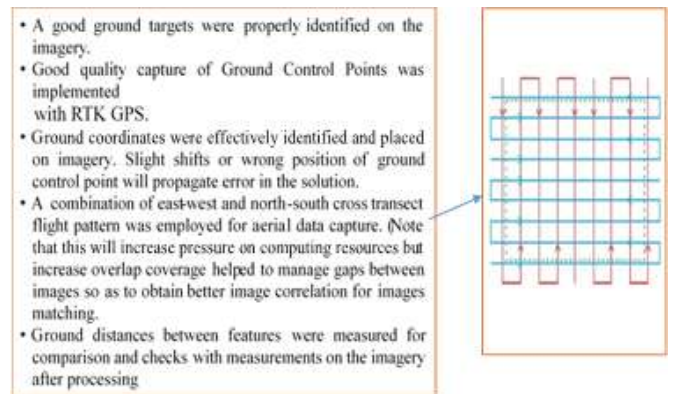 • A good ground targets were properly identified on the
imagery.
• Good quality capture of Ground Control Points was
implemented
with RTK GPS.
• Ground coordinates were effectively identified and placed
on imagery. Slight shifts or wrong position of ground
control point will propagate error in the solution.
• A combination of east-west and north-south cross transect
flight pattern was employed for aerial data capture. (Note
that this will increase pressure on computing resources but
increase overlap coverage helped to manage gaps between
images so as to obtain better image correlation for images
matching.
• Ground distances between features were measured for
comparison and checks with measurements on the imagery
after processing